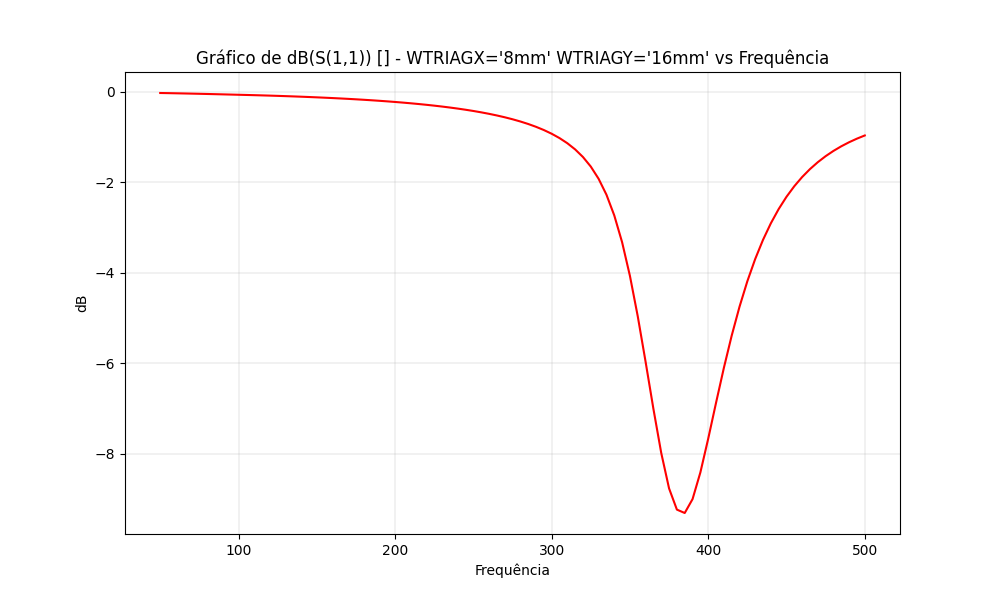 Gráfico de dB(S(1,1)) [] - WTRIAGX='8mm' WTRIAGY='16mm' vs Frequência
0
−2
−4
−6
−8
dB
100 200 300 400 500
Frequência